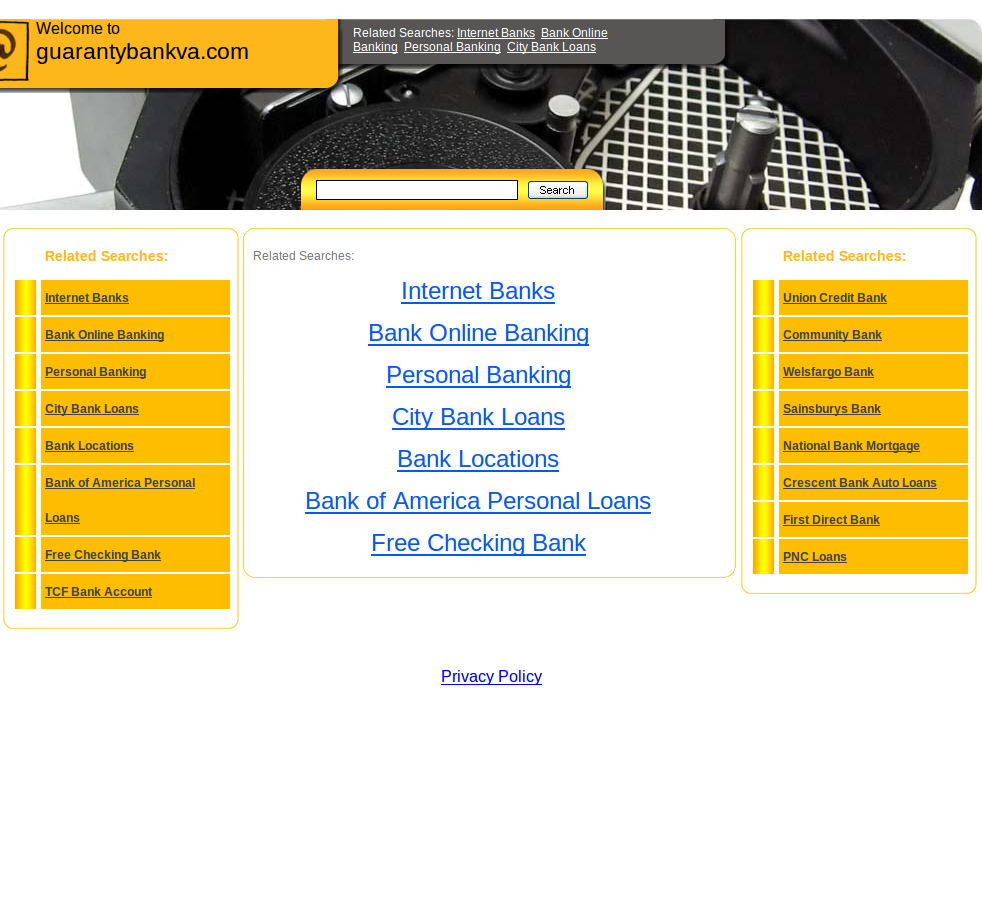 Welcome to
guarantybankva.com
Related Searches: Internet Banks Bank Online
Banking Personal Banking City Bank Loans
Search
Related Searches:
Internet Banks
Bank Online Banking
Personal Banking
City Bank Loans
Bank Locations
Bank of America Personal
Loans
Free Checking Bank
TCF Bank Account
Related Searches:
Internet Banks
Bank Online Banking
Personal Banking
City Bank Loans
Bank Locations
Bank of America Personal Loans
Free Checking Bank
Related Searches:
Union Credit Bank
Community Bank
Welsfargo Bank
Sainsburys Bank
National Bank Mortgage
Crescent Bank Auto Loans
First Direct Bank
PNC Loans
Privacy Policy